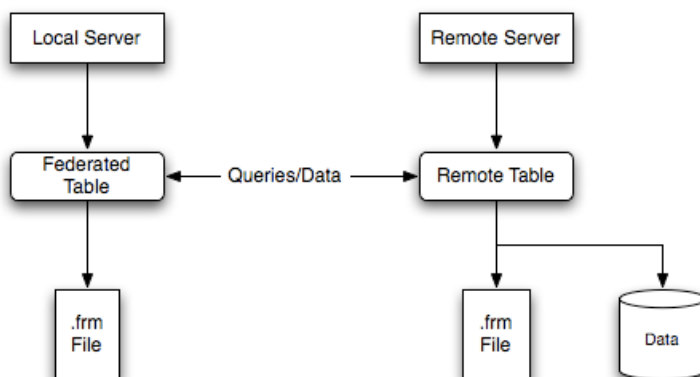 Local Server
Remote Server
Federated
Table
Queries/Data
Remote Table
.frm
File
.frm
File
Data